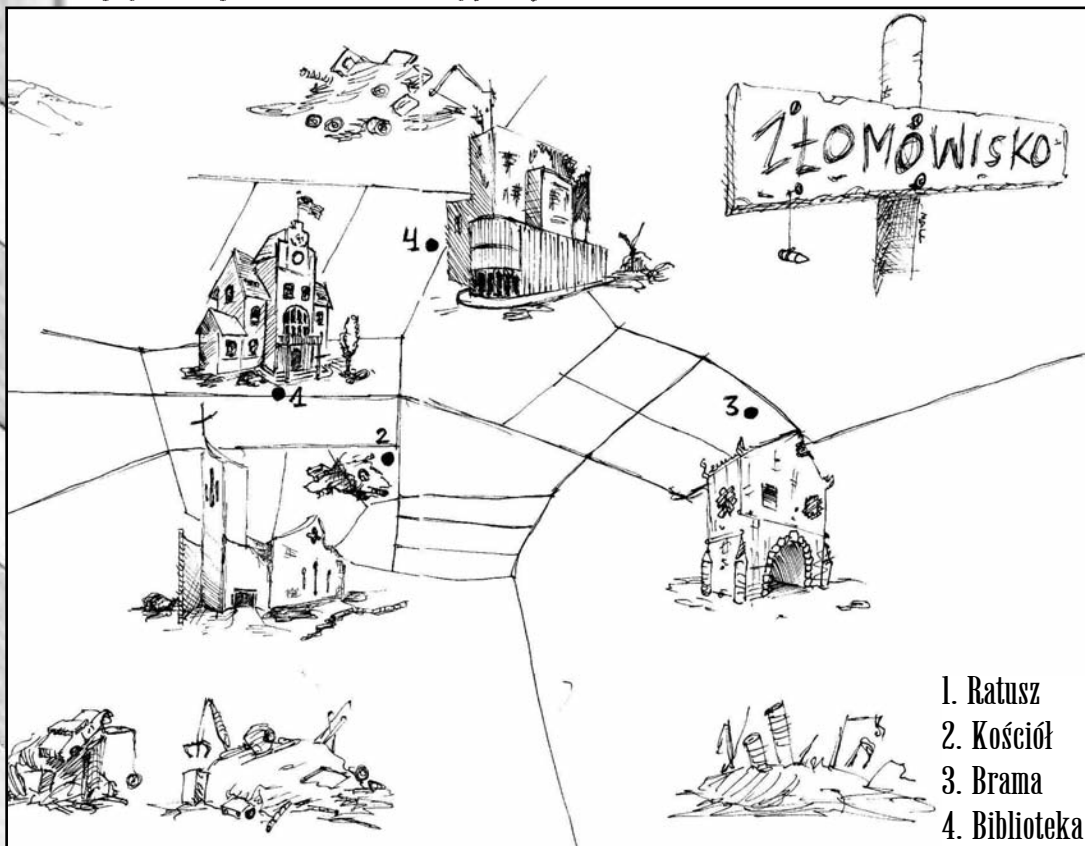 ZŁOMOWISKO
4
1
2
3
1. Ratusz
2. Kościół
3. Brama
4. Biblioteka